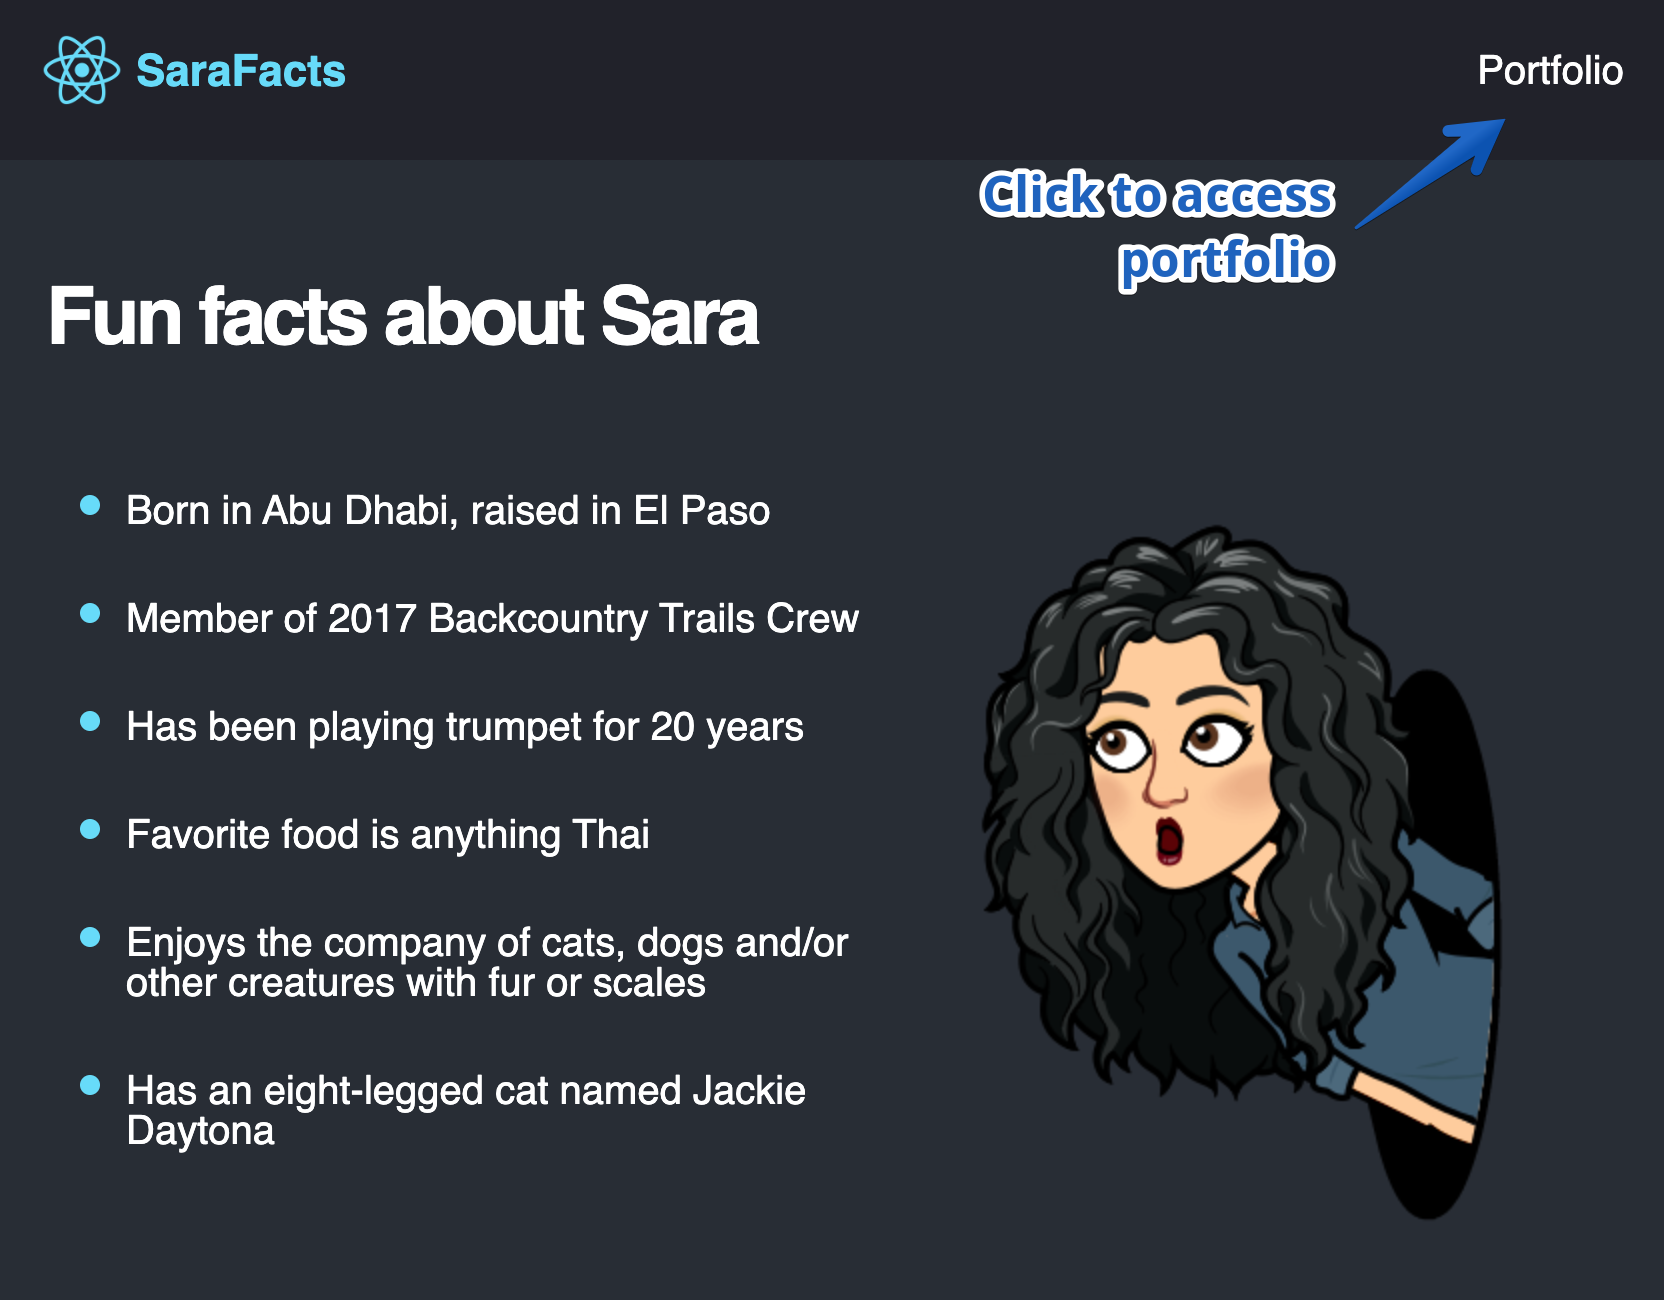 SaraFacts
Portfolio
Click to access
portfolio
Fun facts about Sara
Born in Abu Dhabi, raised in El Paso
Member of 2017 Backcountry Trails Crew
Has been playing trumpet for 20 years
Favorite food is anything Thai
Enjoys the company of cats, dogs and/or
other creatures with fur or scales
Has an eight-legged cat named Jackie
Daytona